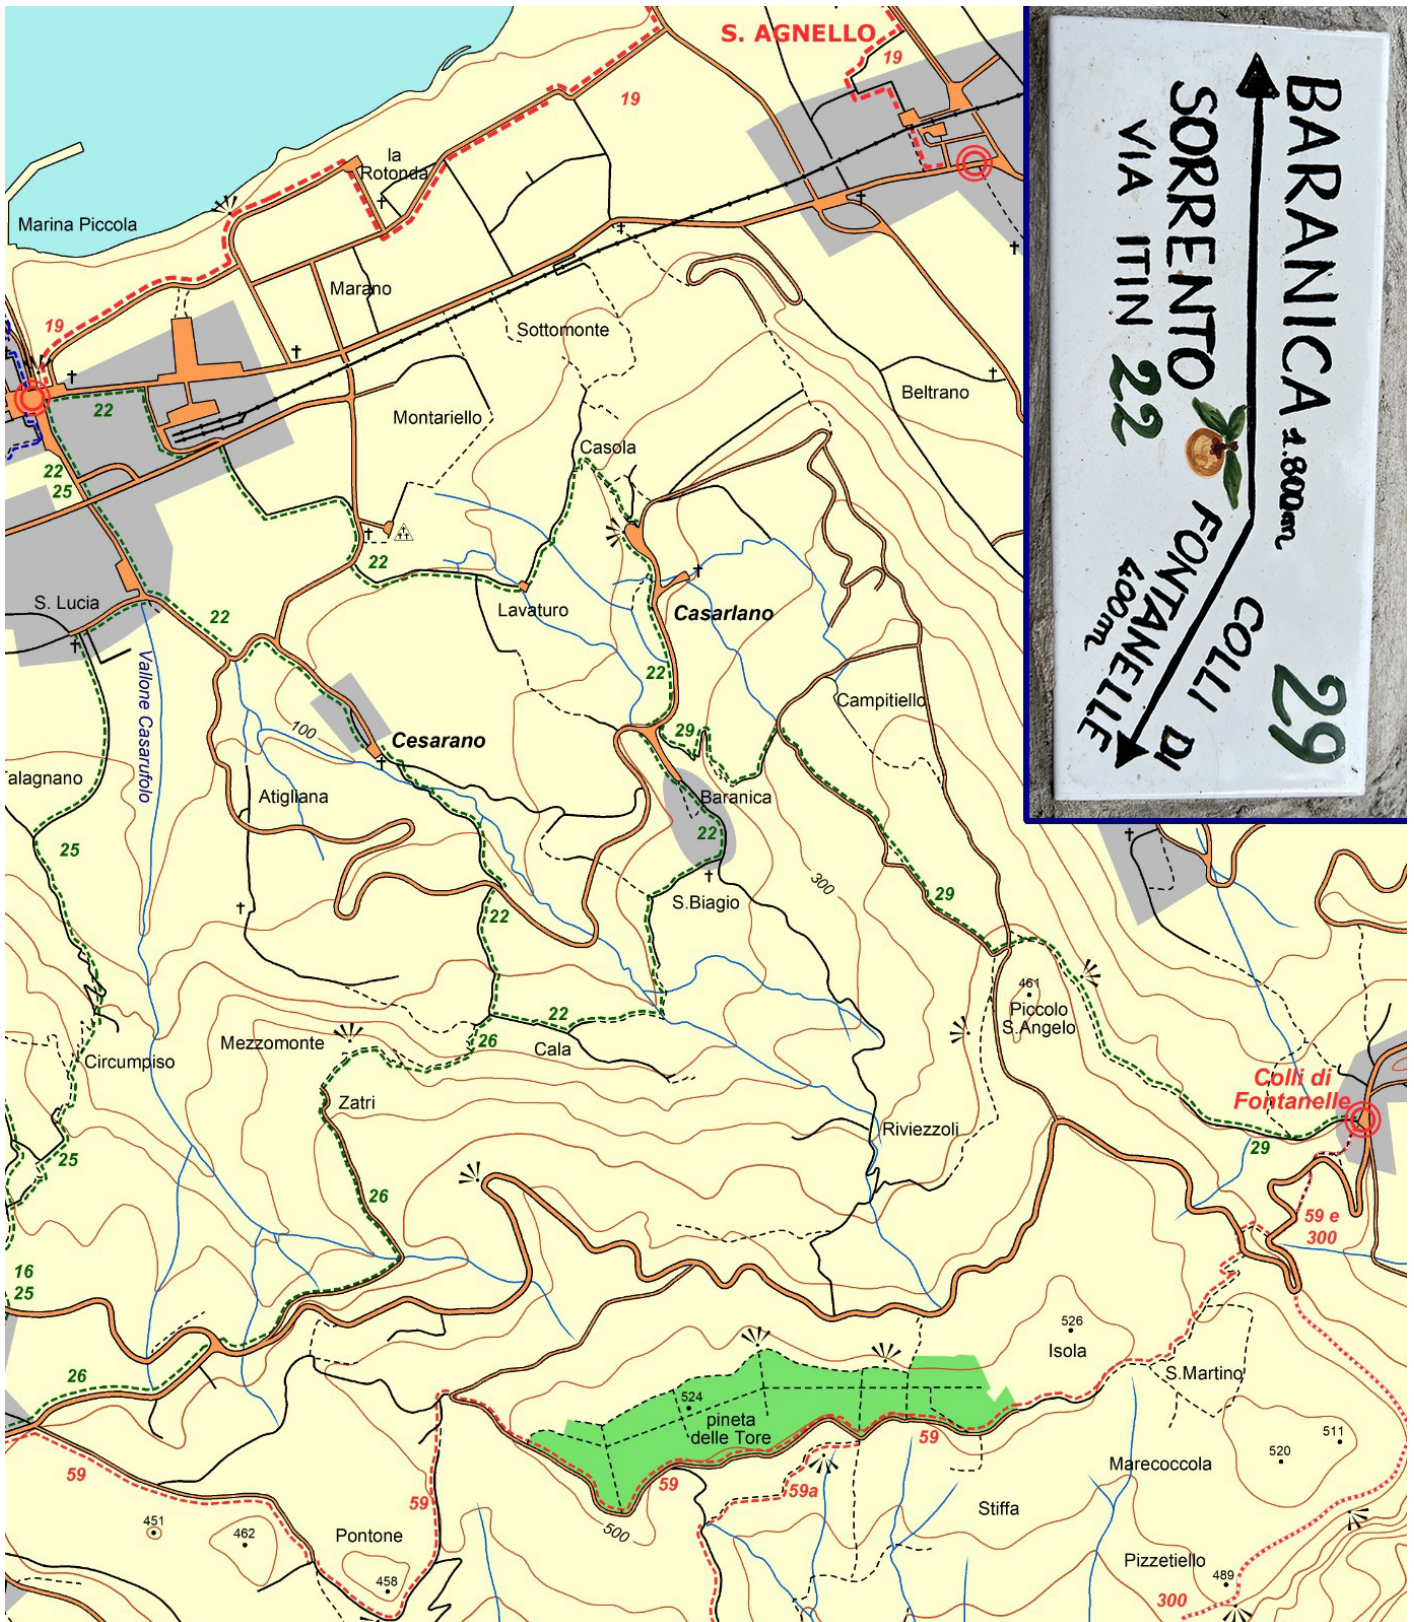 S. AGNELLO
19
19
la
Rotonda
Marina Piccola
Marano
19
Sottomonte
Beltrano
22
Montariello
Casola
22
25
22
S. Lucia
22
Lavaturo
Casarlano
22
Vallone Casarufolo
100
Cesarano
29
Campitiello
Talagnano
Atigliana
Baranica
22
25
300
29
22
S.Biagio
461
Piccolo
S.Angelo
22
Mezzomonte
26
Cala
Circumpiso
Zatri
Colli di
Fontanelle
Riviezzoli
25
29
26
59 e
300
16
25
526
Isola
S.Martino
26
524
pineta
delle Tore
59
511
520
Marecoccola
59
59
59
59a
Stiffa
451
462
Pontone
500
458
Pizzetiello
489
300
BARANICA 1.800m
29
SORRENTO
VIA ITIN 22
COLLI DI
FONTANELLE
400m